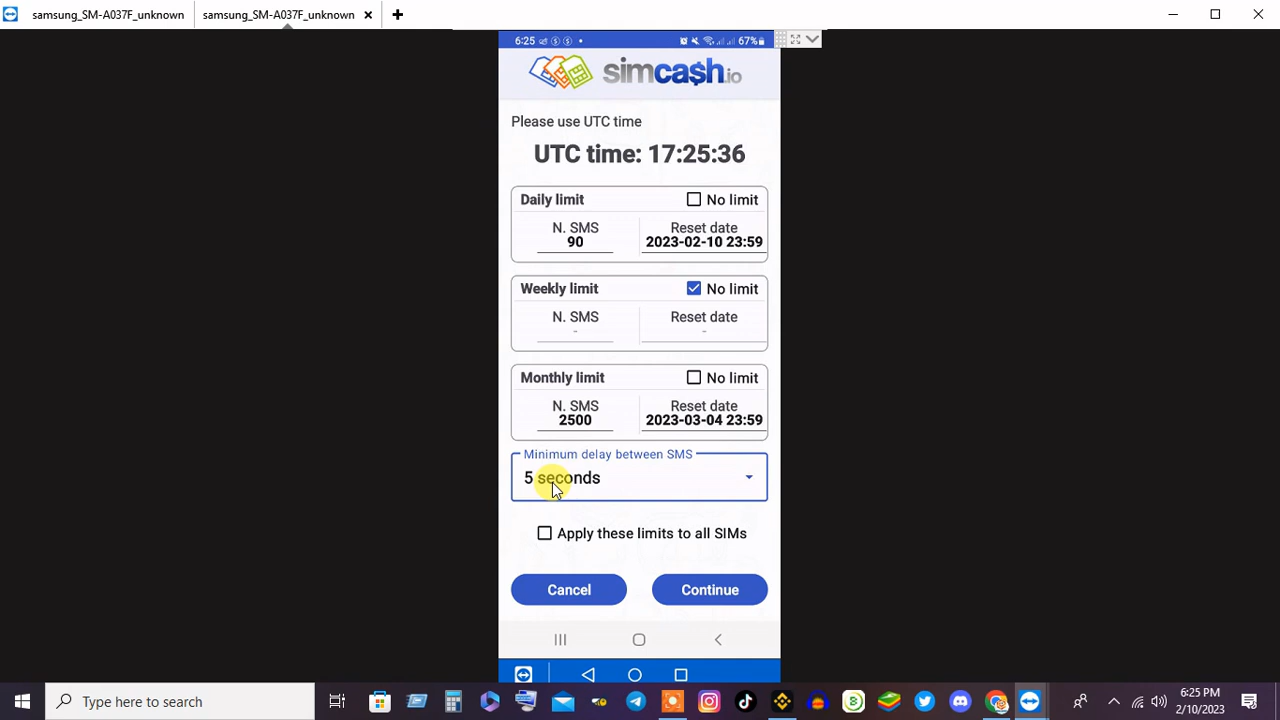 samsung_SM-A037F_unknown samsung_SM-A037F_unknown
6:25 67%
simca$h.io
Please use UTC time
UTC time: 17:25:36
Daily limit No limit
N. SMS Reset date
90 2023-02-10 23:59
Weekly limit No limit
N. SMS Reset date
- -
Monthly limit No limit
N. SMS Reset date
2500 2023-03-04 23:59
Minimum delay between SMS
5 seconds
Apply these limits to all SIMs
Cancel Continue
Type here to search
6:25 PM
2/10/2023